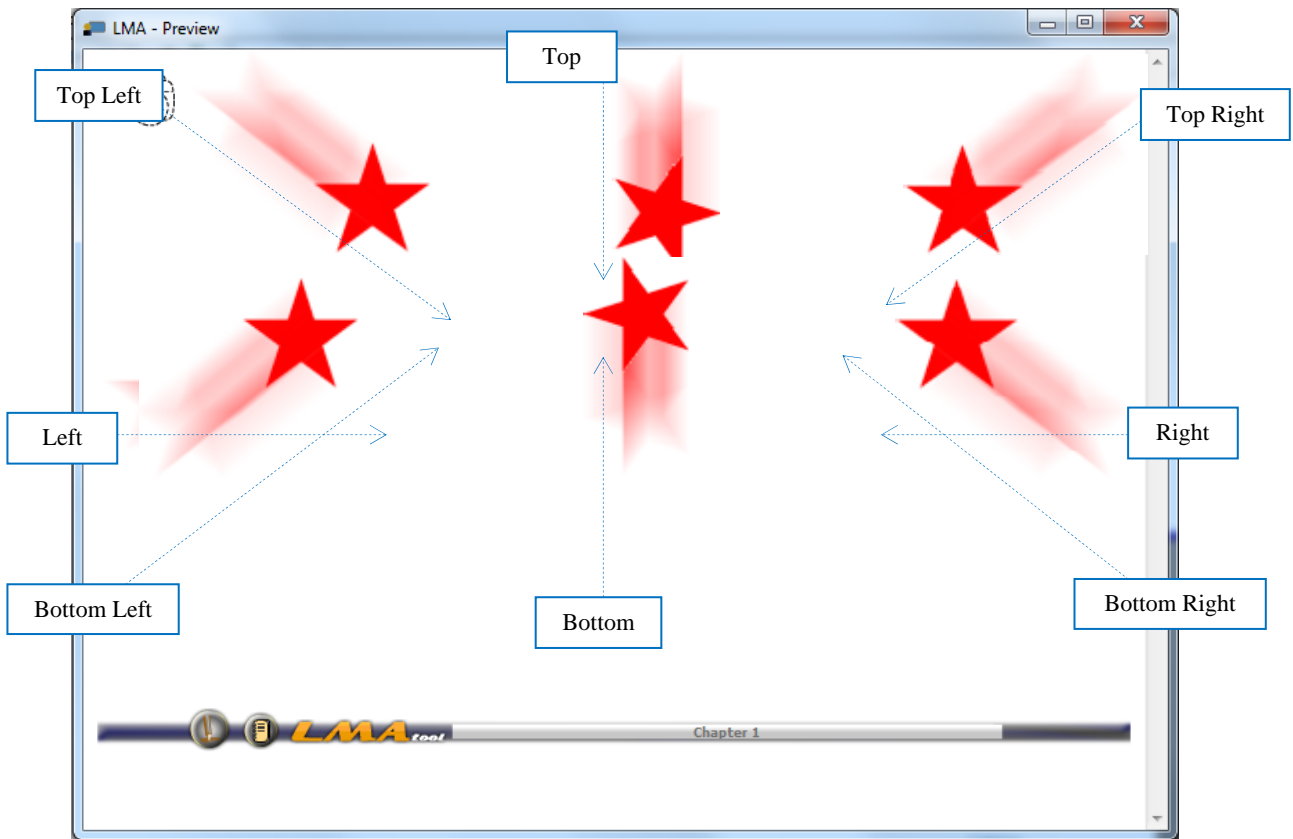 LMA - Preview
Top
Top Left
Top Right
Left
Right
Bottom Left
Bottom
Bottom Right
LMA tool
Chapter 1